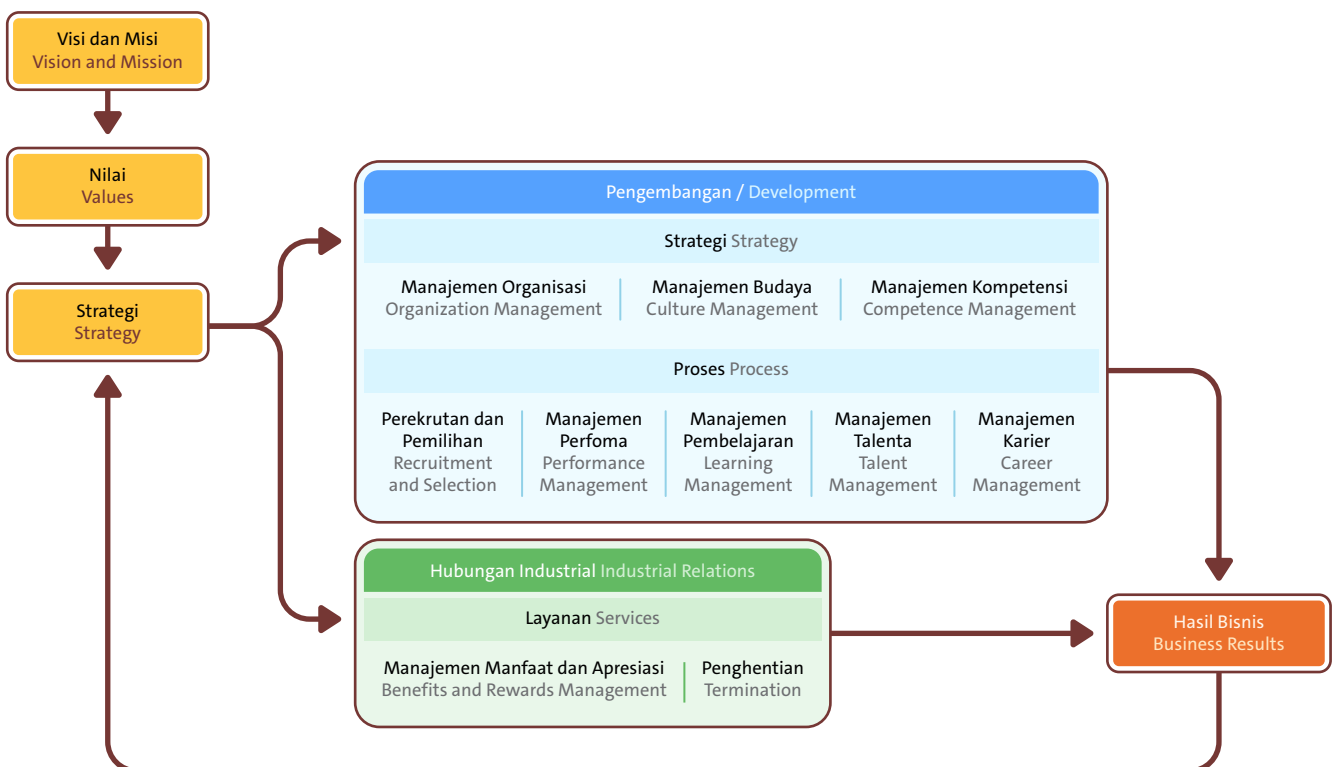 Visi dan Misi
Vision and Mission
Nilai
Values
Strategi
Strategy
Pengembangan / Development
Strategi Strategy
Manajemen Organisasi
Organization Management
Manajemen Budaya
Culture Management
Manajemen Kompetensi
Competence Management
Proses Process
Perekrutan dan
Pemilihan
Recruitment
and Selection
Manajemen
Perfoma
Performance
Management
Manajemen
Pembelajaran
Learning
Management
Manajemen
Talenta
Talent
Management
Manajemen
Karier
Career
Management
Hubungan Industrial Industrial Relations
Layanan Services
Manajemen Manfaat dan Apresiasi
Benefits and Rewards Management
Penghentian
Termination
Hasil Bisnis
Business Results